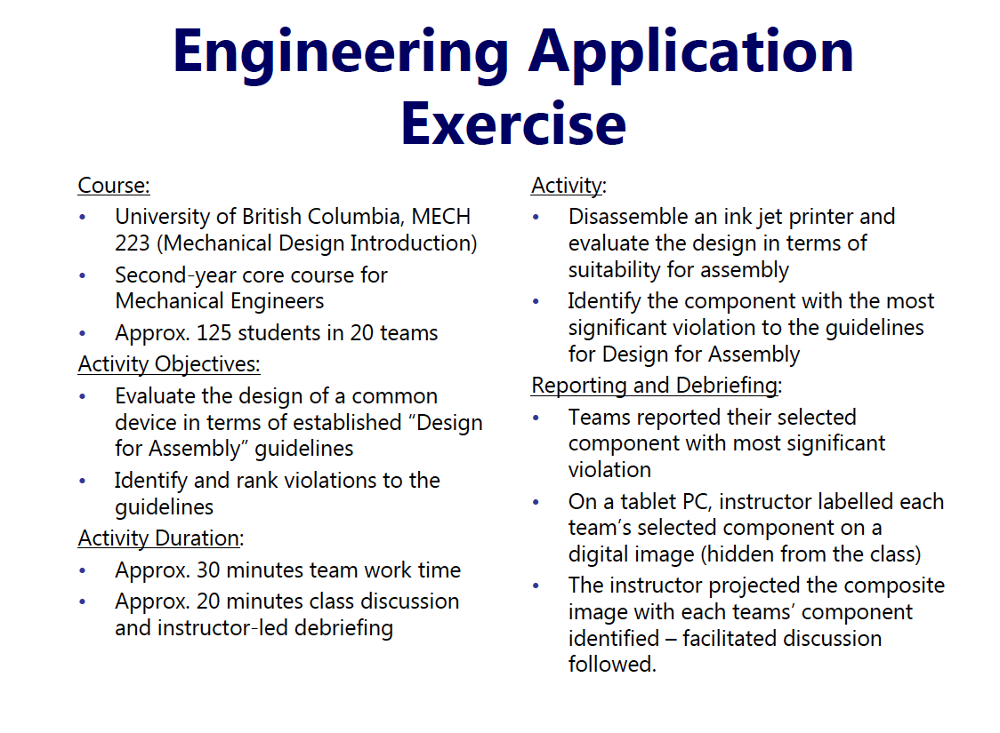 Engineering Application
Exercise
Course:
• University of British Columbia, MECH
223 (Mechanical Design Introduction)
• Second-year core course for
Mechanical Engineers
• Approx. 125 students in 20 teams
Activity Objectives:
• Evaluate the design of a common
device in terms of established “Design
for Assembly” guidelines
• Identify and rank violations to the
guidelines
Activity Duration:
• Approx. 30 minutes team work time
• Approx. 20 minutes class discussion
and instructor-led debriefing
Activity:
• Disassemble an ink jet printer and
evaluate the design in terms of
suitability for assembly
• Identify the component with the most
significant violation to the guidelines
for Design for Assembly
Reporting and Debriefing:
• Teams reported their selected
component with most significant
violation
• On a tablet PC, instructor labelled each
team’s selected component on a
digital image (hidden from the class)
• The instructor projected the composite
image with each teams’ component
identified – facilitated discussion
followed.